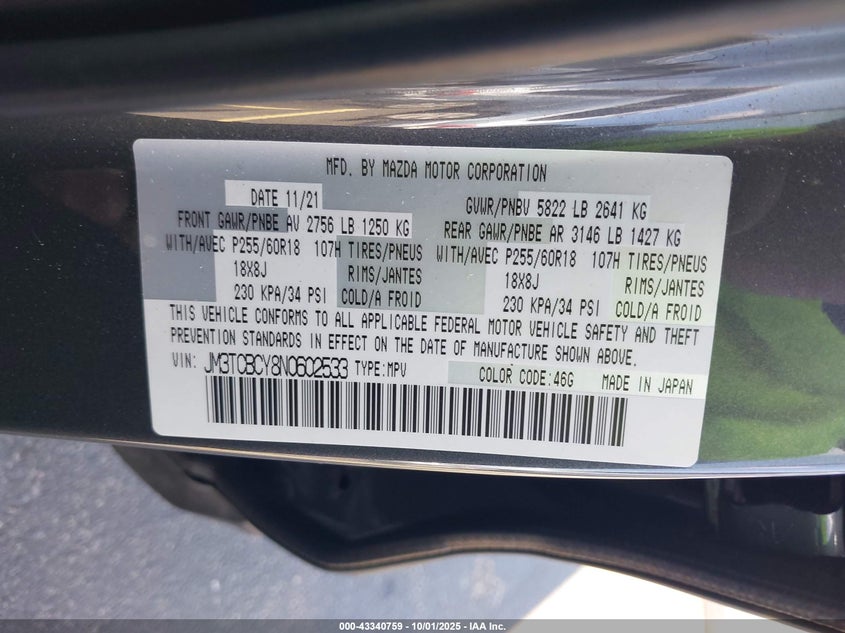 MFD. BY MAZDA MOTOR CORPORATION
DATE 11/21 GVWR/PNBV 5822 LB 2641 KG
FRONT GAWR/PNBE AV 2756 LB 1250 KG REAR GAWR/PNBE AR 3146 LB 1427 KG
WITH/AVEC P255/60R18 107H TIRES/PNEUS WITH/AVEC P255/60R18 107H TIRES/PNEUS
18X8J RIMS/JANTES 18X8J RIMS/JANTES
230 KPA/34 PSI COLD/A FROID 230 KPA/34 PSI COLD/A FROID
THIS VEHICLE CONFORMS TO ALL APPLICABLE FEDERAL MOTOR VEHICLE SAFETY AND THEFT
PREVENTION STANDARDS IN EFFECT ON THE DATE OF MANUFACTURE SHOWN ABOVE.
VIN: JM3TCBCY8N0602533 TYPE:MPV COLOR CODE:46G MADE IN JAPAN
000-43340759 - 10/01/2025 - IAA Inc.